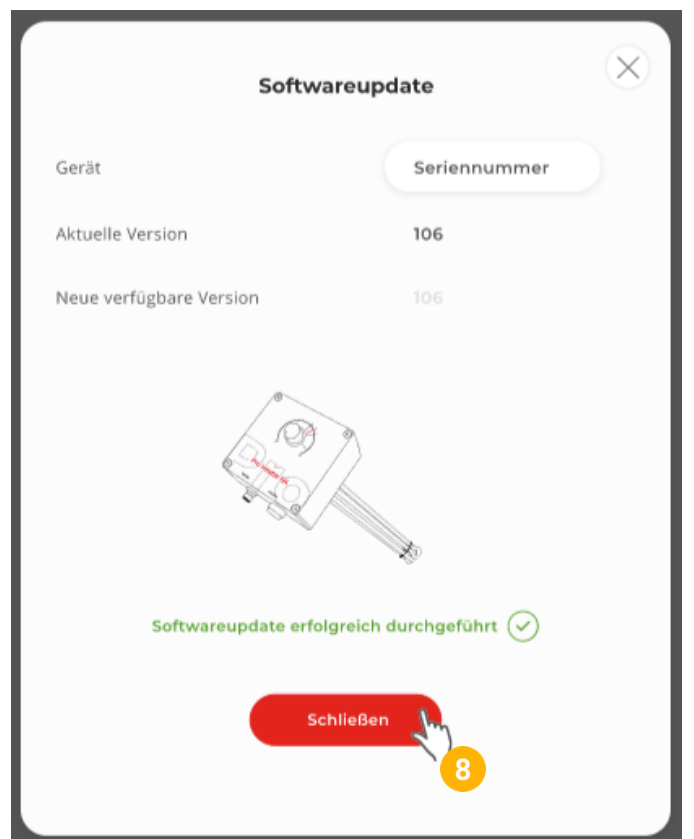 Softwareupdate
Gerät
Seriennummer
Aktuelle Version
106
Neue verfügbare Version
106
Softwareupdate erfolgreich durchgeführt
Schließen
8